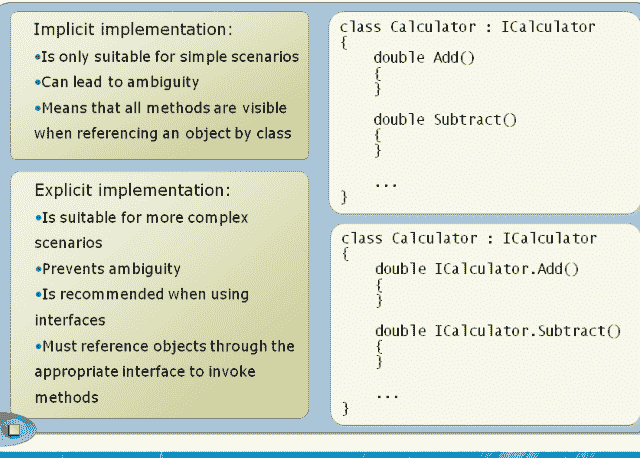 Implicit implementation:
•Is only suitable for simple scenarios
•Can lead to ambiguity
•Means that all methods are visible
when referencing an object by class
class Calculator : ICalculator
{
    double Add()
    {
    }

    double Subtract()
    {
    }

    ...
}
Explicit implementation:
•Is suitable for more complex
scenarios
•Prevents ambiguity
•Is recommended when using
interfaces
•Must reference objects through the
appropriate interface to invoke
methods
class Calculator : ICalculator
{
    double ICalculator.Add()
    {
    }

    double ICalculator.Subtract()
    {
    }

    ...
}